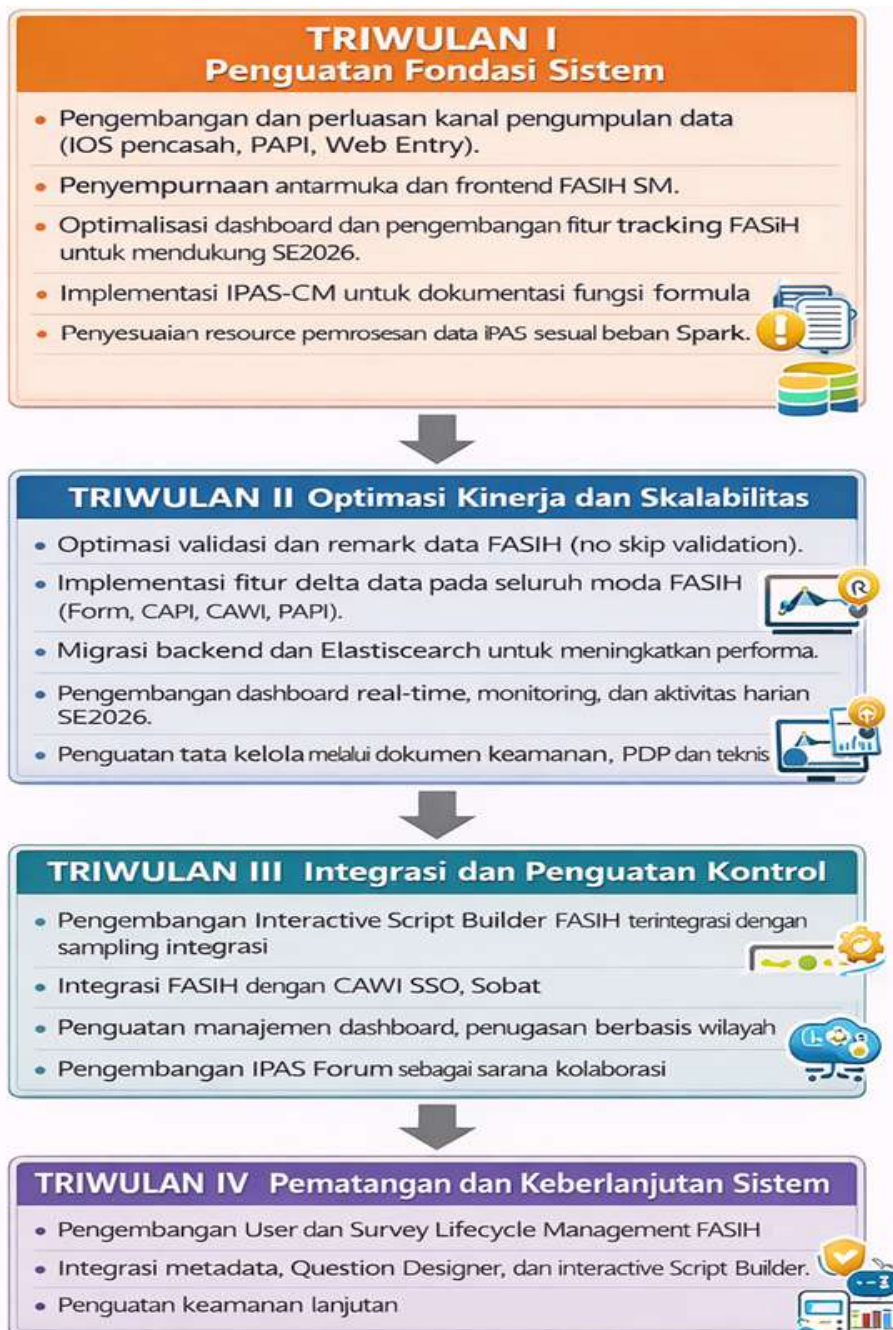 TRIWULAN I
Penguatan Fondasi Sistem
• Pengembangan dan perluasan kanal pengumpulan data
(IOS pencasah, PAPI, Web Entry).
• Penyempurnaan antarmuka dan frontend FASIH SM.
• Optimalisasi dashboard dan pengembangan fitur tracking FASiH
untuk mendukung SE2026.
• Implementasi IPAS-CM untuk dokumentasi fungsi formula
• Penyesuaian resource pemrosesan data iPAS sesual beban Spark.
TRIWULAN II Optimasi Kinerja dan Skalabilitas
• Optimasi validasi dan remark data FASIH (no skip validation).
• Implementasi fitur delta data pada seluruh moda FASIH
(Form, CAPI, CAWI, PAPI).
• Migrasi backend dan Elastiscearch untuk meningkatkan performa.
• Pengembangan dashboard real-time, monitoring, dan aktivitas harian
SE2026.
• Penguatan tata kelola melalui dokumen keamanan, PDP dan teknis
TRIWULAN III Integrasi dan Penguatan Kontrol
• Pengembangan Interactive Script Builder FASIH terintegrasi dengan
sampling integrasi
• Integrasi FASIH dengan CAWI SSO, Sobat
• Penguatan manajemen dashboard, penugasan berbasis wilayah
• Pengembangan IPAS Forum sebagai sarana kolaborasi
TRIWULAN IV Pematangan dan Keberlanjutan Sistem
• Pengembangan User dan Survey Lifecycle Management FASIH
• Integrasi metadata, Question Designer, dan interactive Script Builder.
• Penguatan keamanan lanjutan